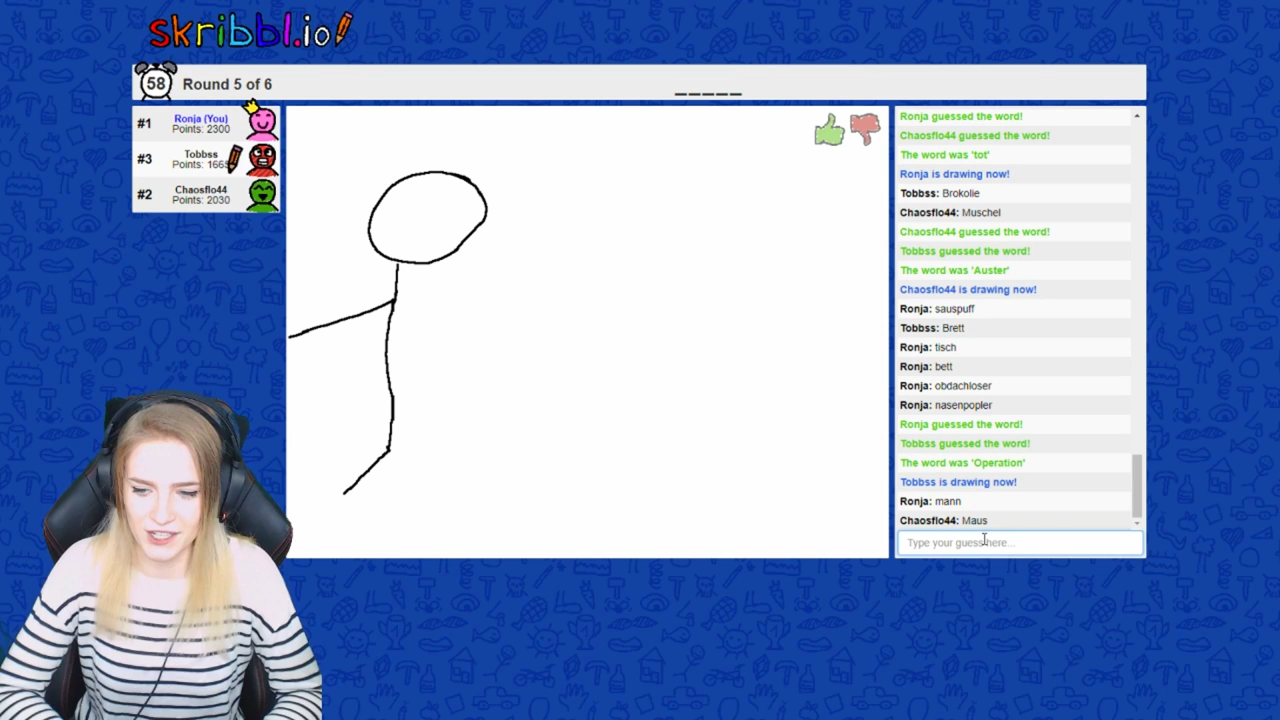 skribbl.io
58
Round 5 of 6
_____
#1
Ronja (You)
Points: 2300
#3
Tobbss
Points: 1665
#2
Chaosflo44
Points: 2030
Ronja guessed the word!
Chaosflo44 guessed the word!
The word was 'tot'
Ronja is drawing now!
Tobbss: Brokolie
Chaosflo44: Muschel
Chaosflo44 guessed the word!
Tobbss guessed the word!
The word was 'Auster'
Chaosflo44 is drawing now!
Ronja: sauspuff
Tobbss: Brett
Ronja: tisch
Ronja: bett
Ronja: obdachloser
Ronja: nasenpopler
Ronja guessed the word!
Tobbss guessed the word!
The word was 'Operation'
Tobbss is drawing now!
Ronja: mann
Chaosflo44: Maus
Type your guess here...